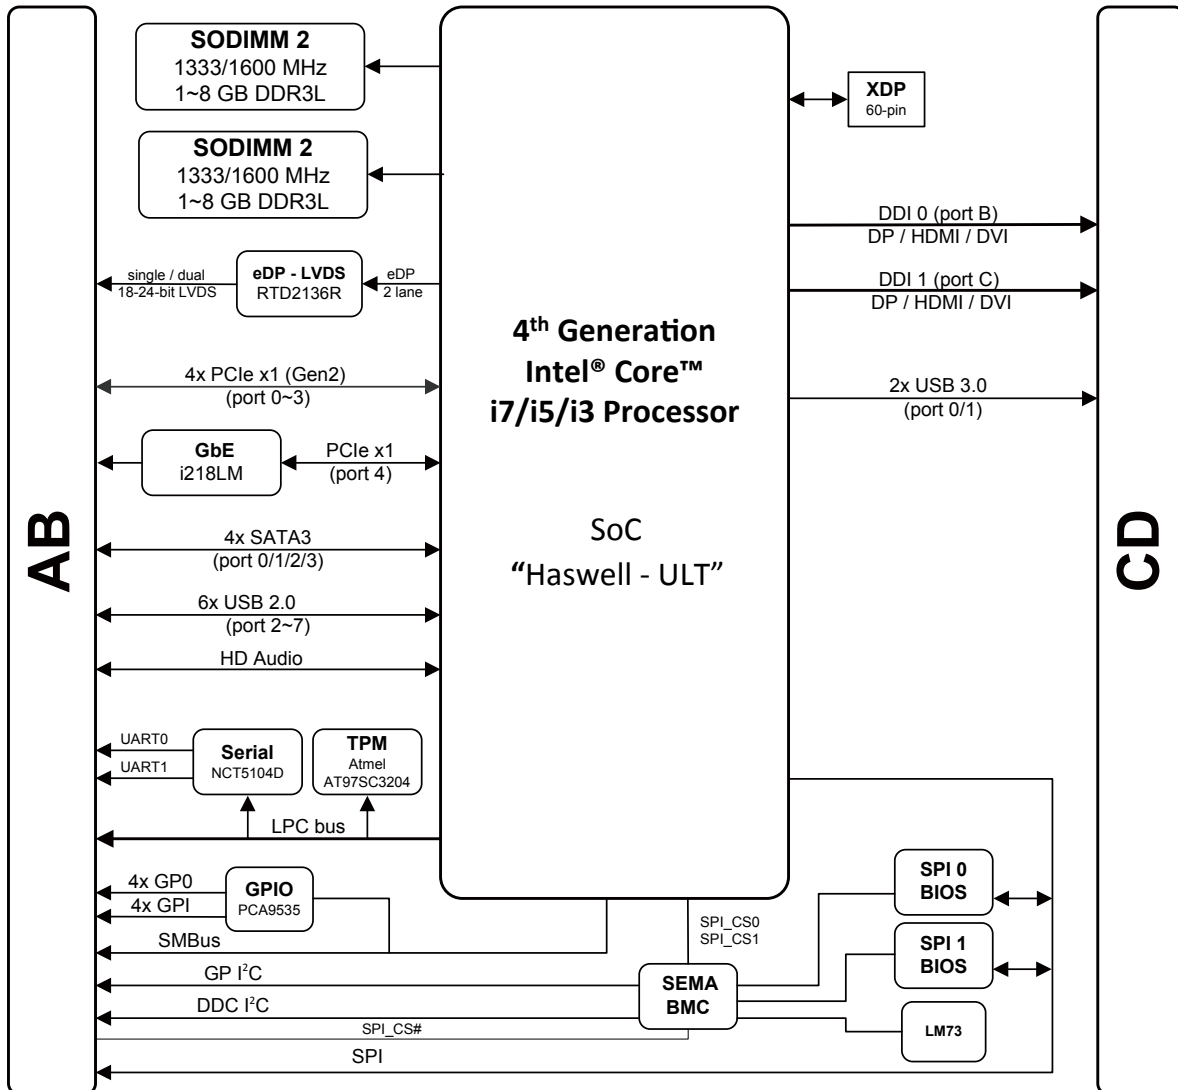 SODIMM 2
1333/1600 MHz
1~8 GB DDR3L
SODIMM 2
1333/1600 MHz
1~8 GB DDR3L
single / dual
18-24-bit LVDS
eDP - LVDS
RTD2136R
eDP
2 lane
4x PCIe x1 (Gen2)
(port 0~3)
GbE
i218LM
PCIe x1
(port 4)
AB
4x SATA3
(port 0/1/2/3)
6x USB 2.0
(port 2~7)
HD Audio
UART0
UART1
Serial
NCT5104D
TPM
Atmel
AT97SC3204
LPC bus
4x GP0
4x GPI
GPIO
PCA9535
SMBus
GP I²C
DDC I²C
SPI_CS#
SPI
4th Generation
Intel® Core™
i7/i5/i3 Processor
SoC
“Haswell - ULT”
SPI_CS0
SPI_CS1
SEMA
BMC
XDP
60-pin
DDI 0 (port B)
DP / HDMI / DVI
DDI 1 (port C)
DP / HDMI / DVI
2x USB 3.0
(port 0/1)
SPI 0
BIOS
SPI 1
BIOS
LM73
CD